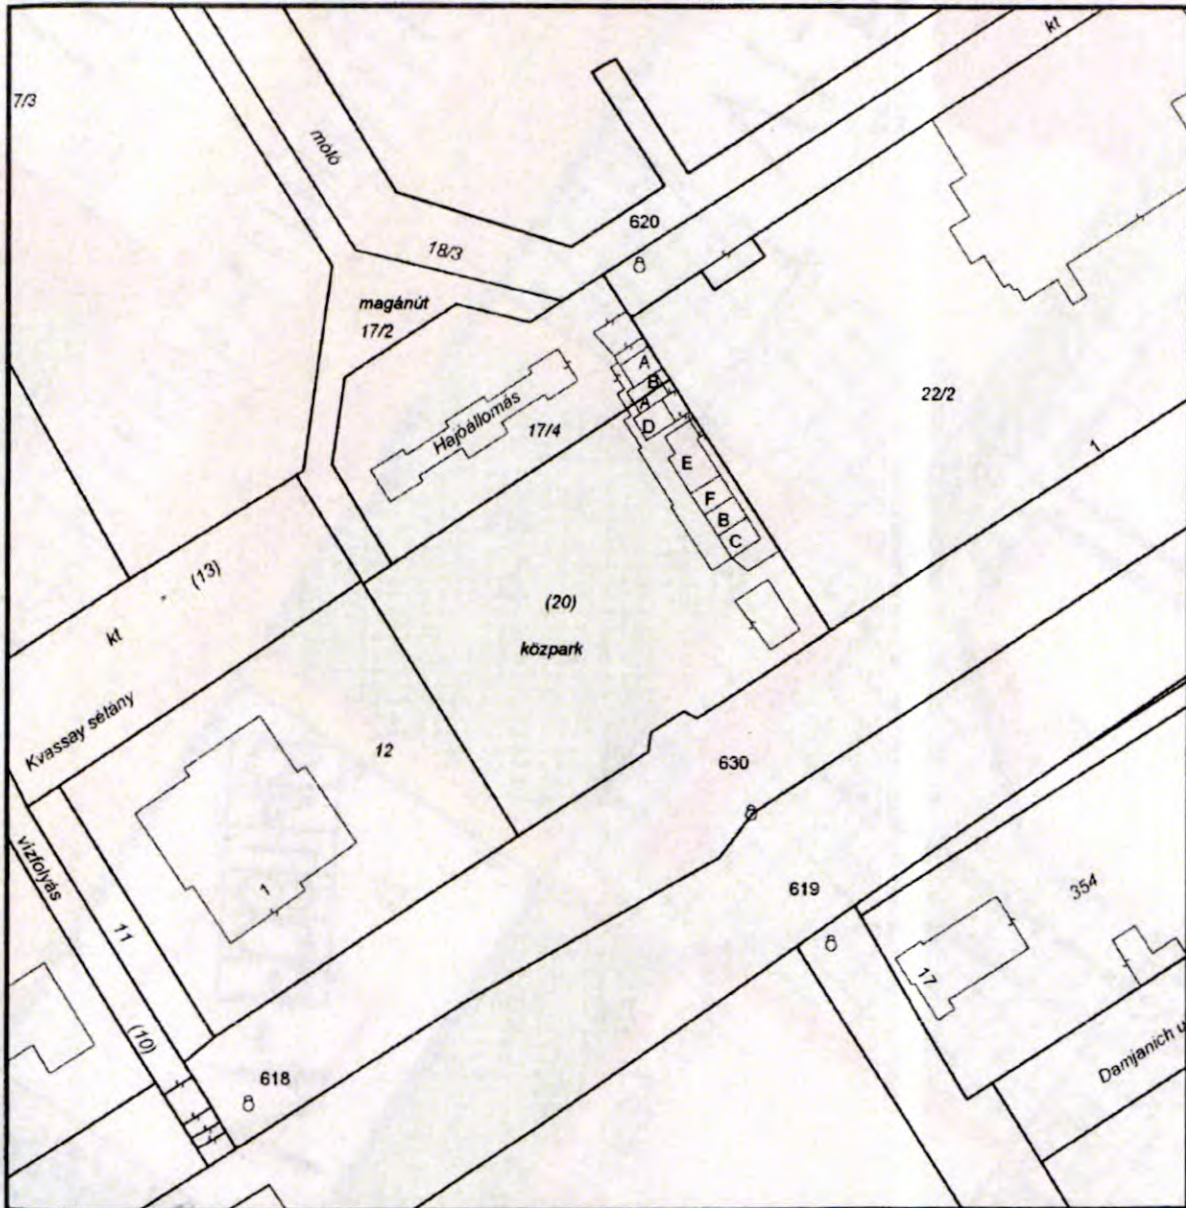 kt
7/3
móló
620
18/3
magánút
17/2
A
B
A
22/2
Hajóállomás
17/4
D
1
E
F
B
C
(13)
(20)
kt
közpark
Kvassay sétány
12
630
vízfolyás
1
619
354
11
17
(10)
Damjanich u
618